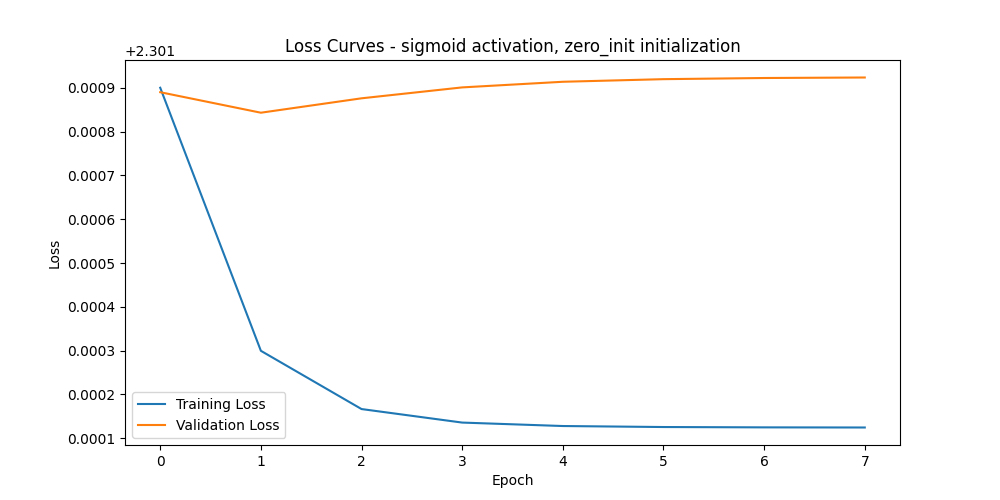 Loss Curves - sigmoid activation, zero_init initialization
+2.301
0.0009
0.0008
0.0007
0.0006
0.0005
0.0004
0.0003
0.0002
0.0001
Loss
Training Loss
Validation Loss
0 1 2 3 4 5 6 7
Epoch